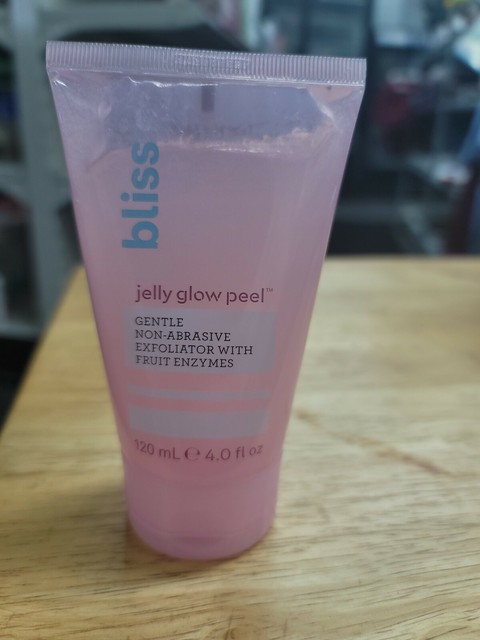 bliss
jelly glow peel™
GENTLE
NON-ABRASIVE
EXFOLIATOR WITH
FRUIT ENZYMES
120 mL ℮ 4.0 fl oz